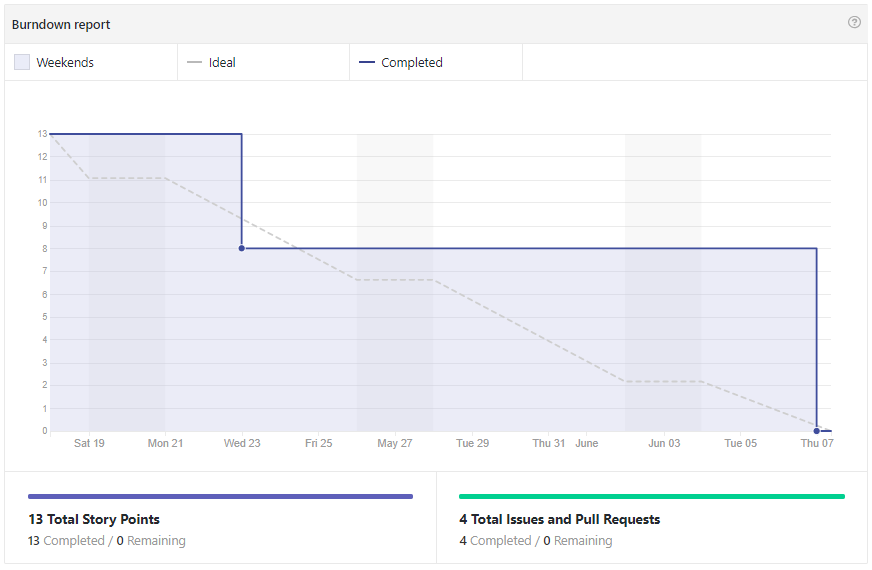 Burndown report
Weekends
Ideal
Completed
13
12
11
10
9
8
7
6
5
4
3
2
1
0
Sat 19 Mon 21 Wed 23 Fri 25 May 27 Tue 29 Thu 31 June Jun 03 Tue 05 Thu 07
13 Total Story Points
13 Completed / 0 Remaining
4 Total Issues and Pull Requests
4 Completed / 0 Remaining